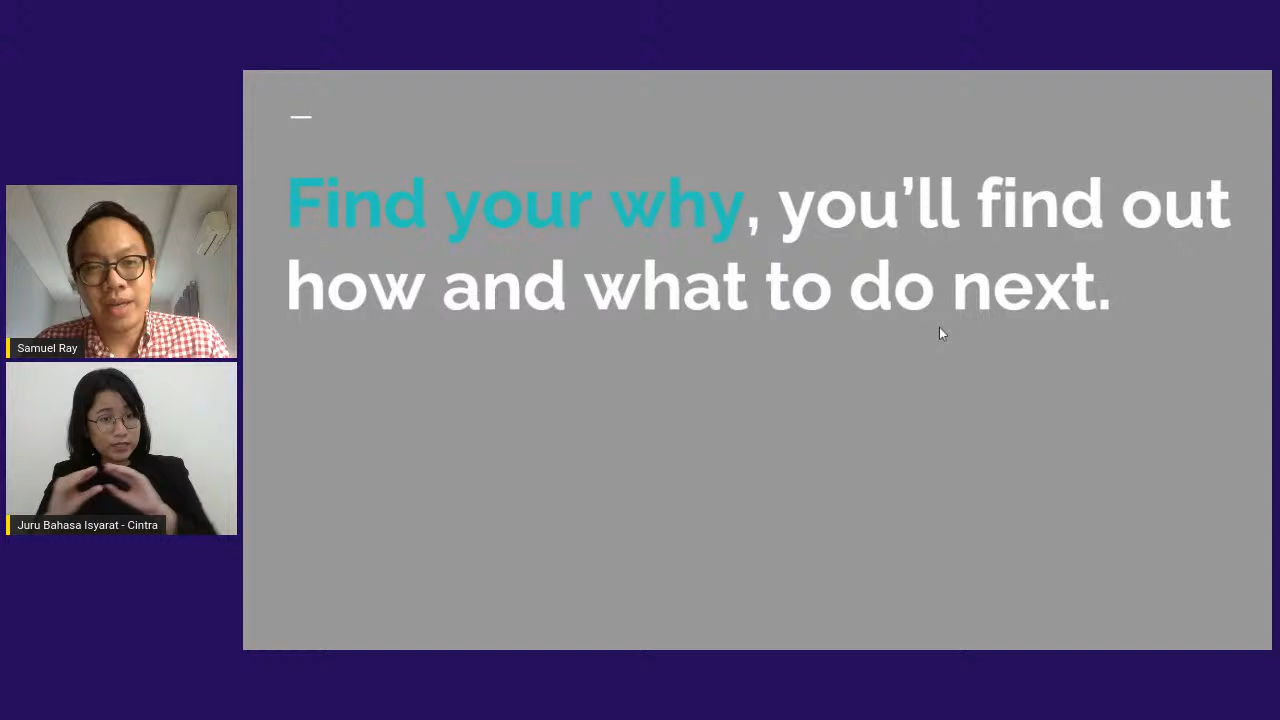 Find your why, you’ll find out
how and what to do next.
Samuel Ray
Juru Bahasa Isyarat - Cintra